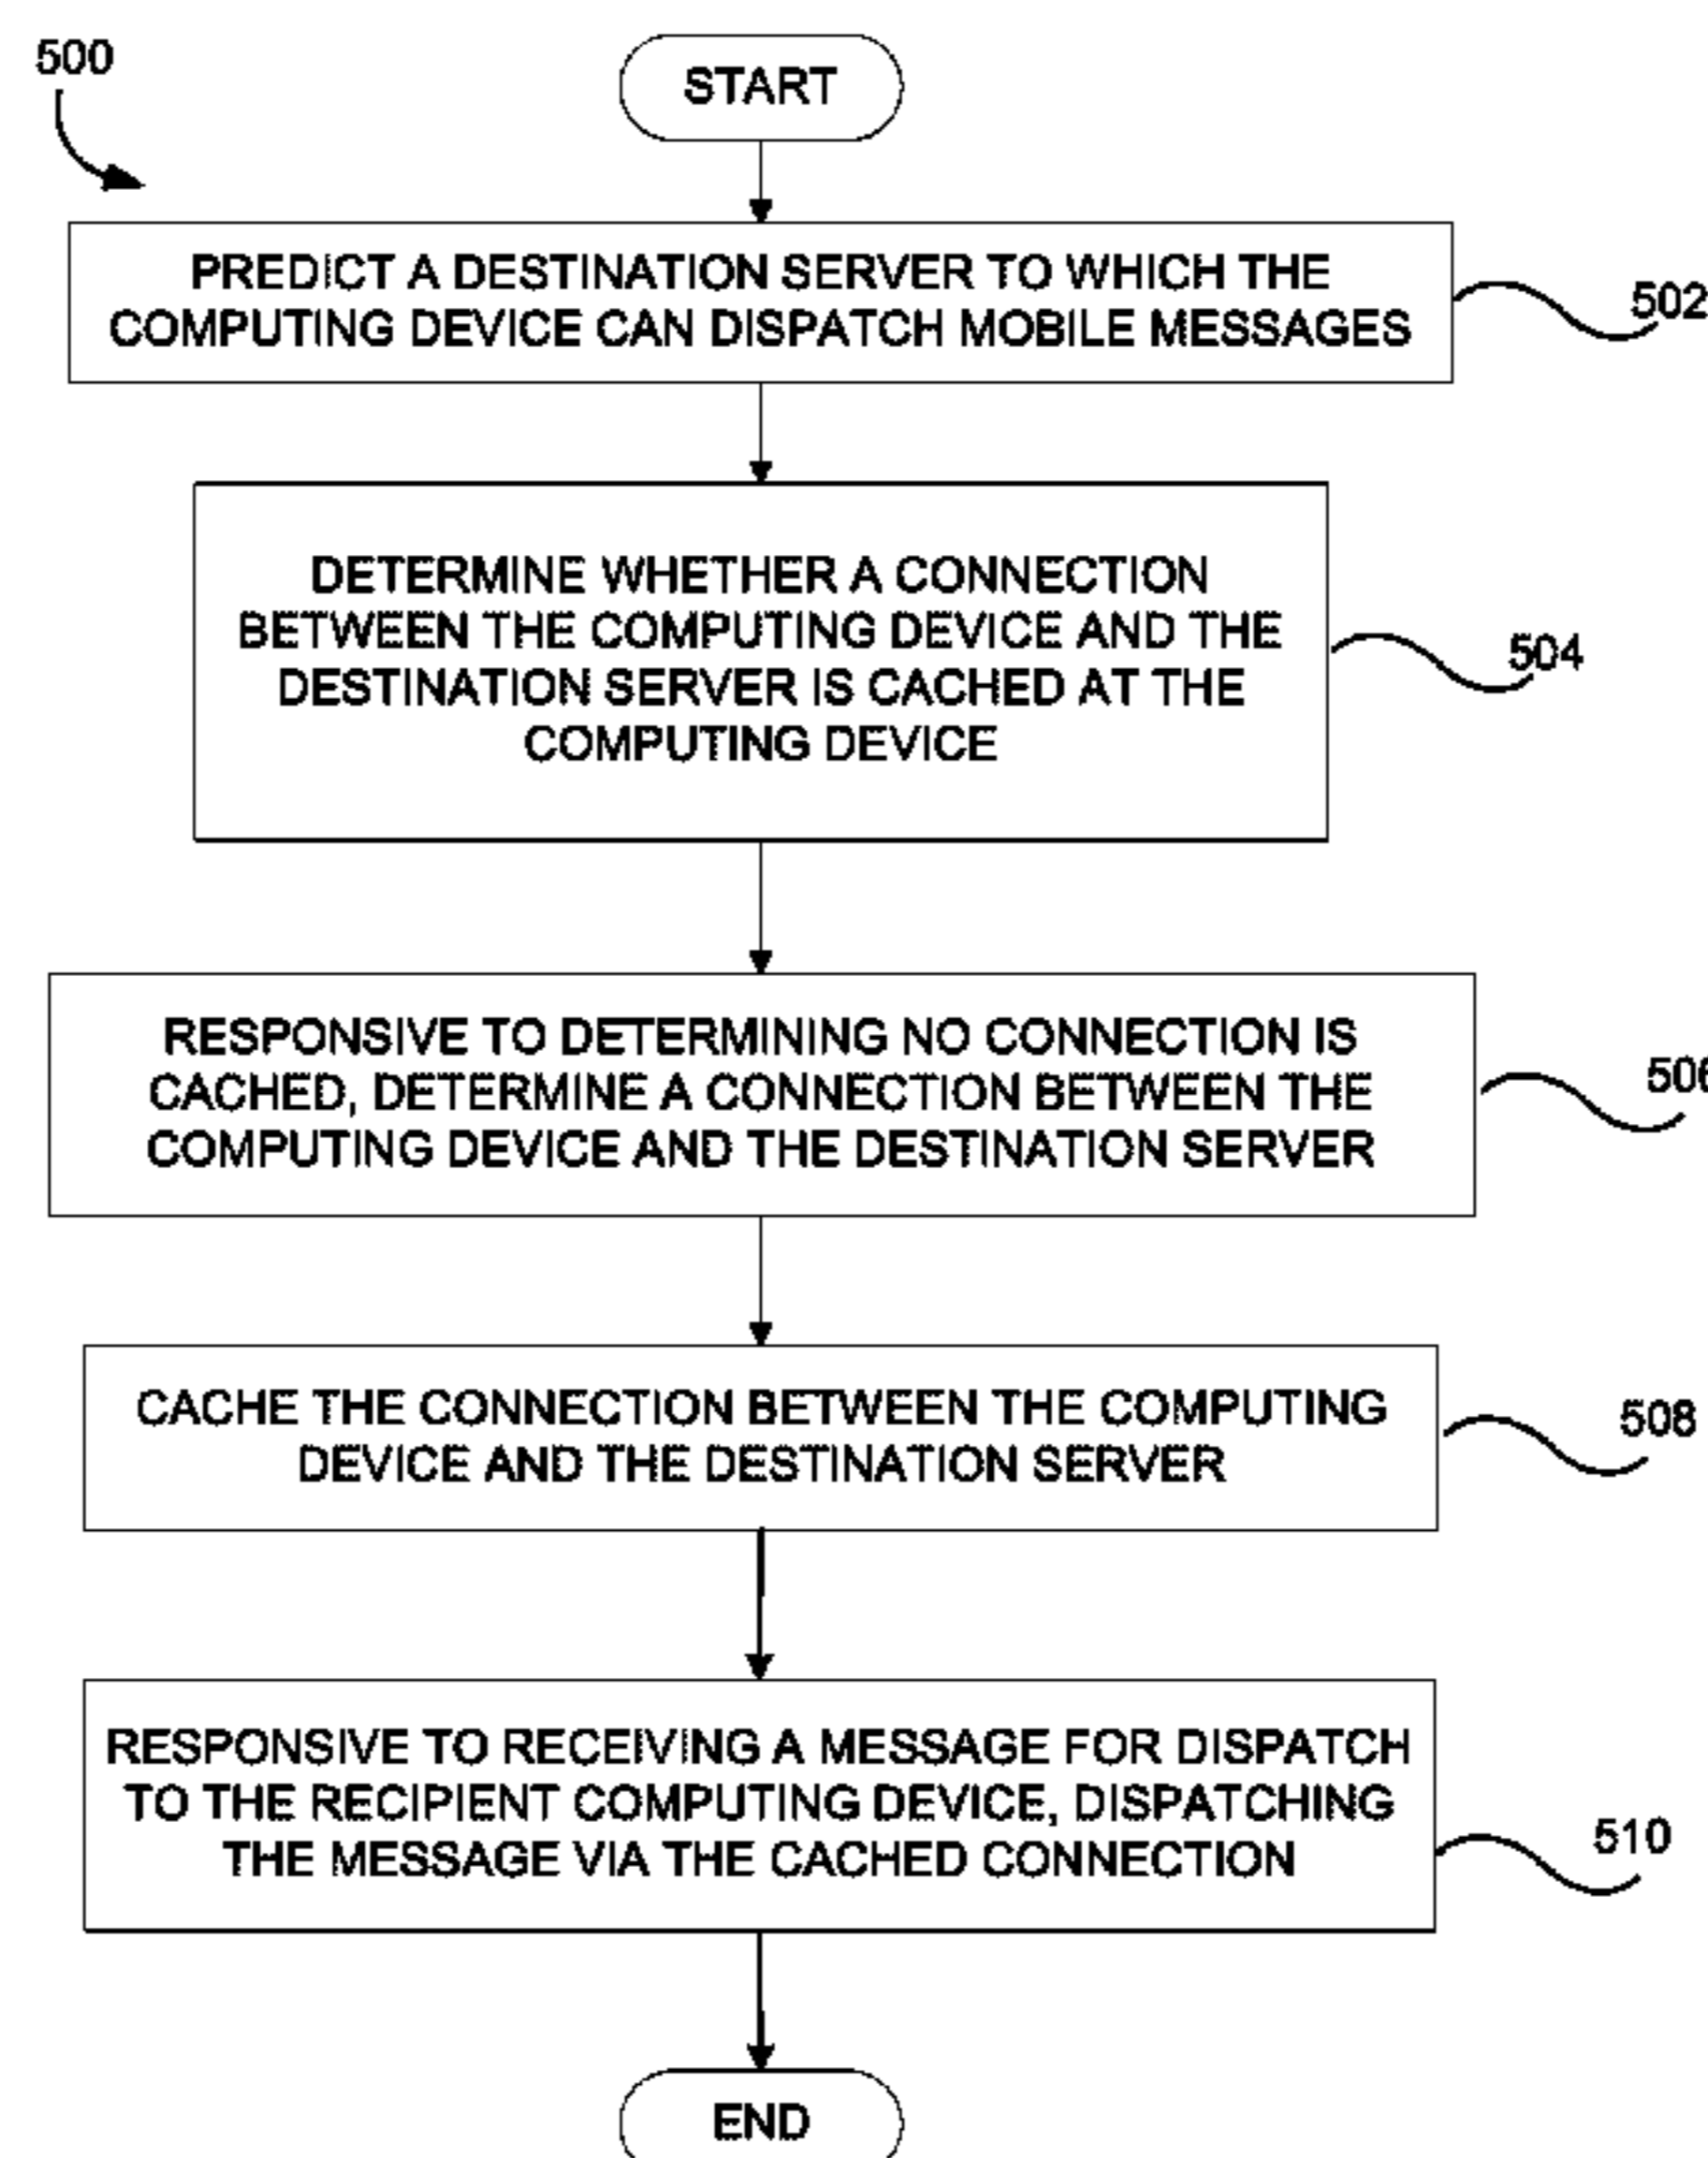 500
START
PREDICT A DESTINATION SERVER TO WHICH THE
COMPUTING DEVICE CAN DISPATCH MOBILE MESSAGES
502
DETERMINE WHETHER A CONNECTION
BETWEEN THE COMPUTING DEVICE AND THE
DESTINATION SERVER IS CACHED AT THE
COMPUTING DEVICE
504
RESPONSIVE TO DETERMINING NO CONNECTION IS
CACHED, DETERMINE A CONNECTION BETWEEN THE
COMPUTING DEVICE AND THE DESTINATION SERVER
506
CACHE THE CONNECTION BETWEEN THE COMPUTING
DEVICE AND THE DESTINATION SERVER
508
RESPONSIVE TO RECEIVING A MESSAGE FOR DISPATCH
TO THE RECIPIENT COMPUTING DEVICE, DISPATCHING
THE MESSAGE VIA THE CACHED CONNECTION
510
END